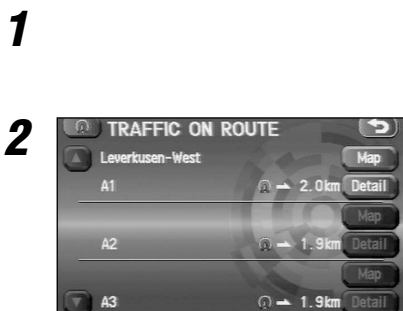 1
2
TRAFFIC ON ROUTE
Leverkusen-West Map
A1 2.0km Detail
Map
A2 1.9km Detail
Map
A3 1.9km Detail